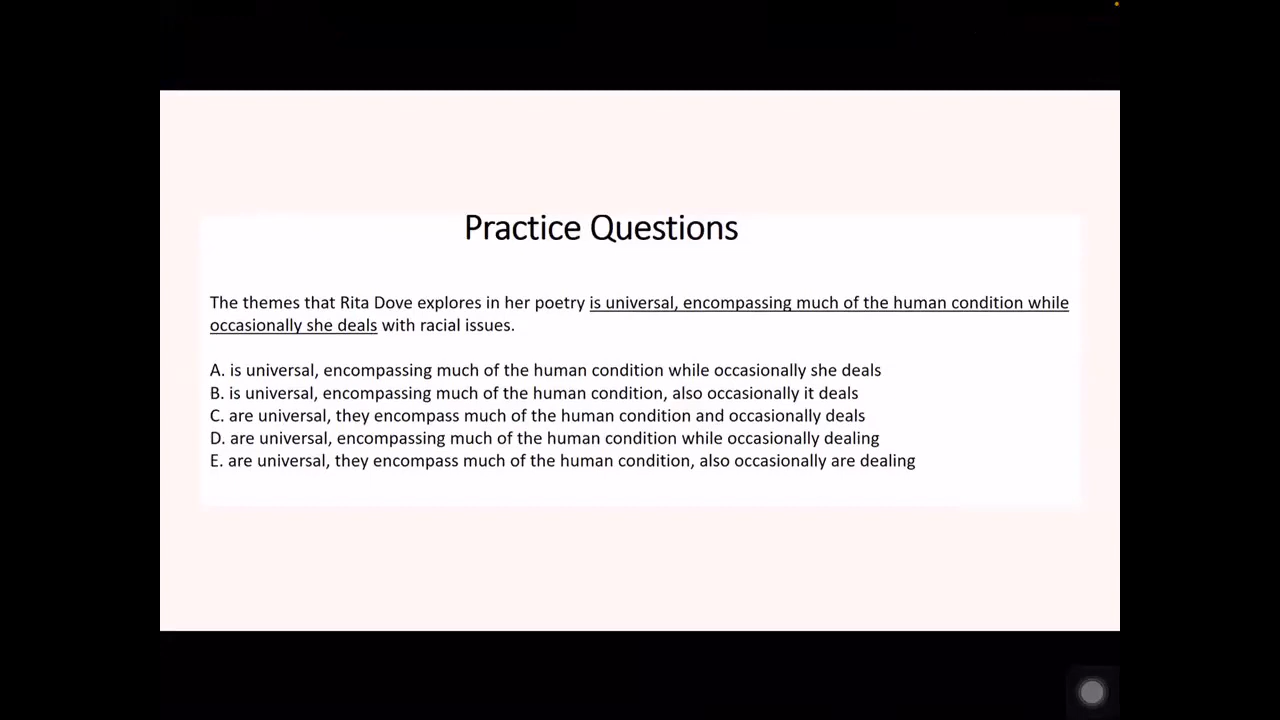 Practice Questions
The themes that Rita Dove explores in her poetry is universal, encompassing much of the human condition while
occasionally she deals with racial issues.
A. is universal, encompassing much of the human condition while occasionally she deals
B. is universal, encompassing much of the human condition, also occasionally it deals
C. are universal, they encompass much of the human condition and occasionally deals
D. are universal, encompassing much of the human condition while occasionally dealing
E. are universal, they encompass much of the human condition, also occasionally are dealing